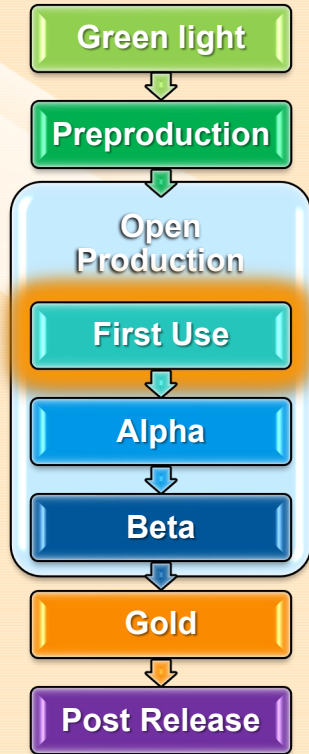 Green light
Preproduction
Open
Production
First Use
Alpha
Beta
Gold
Post Release